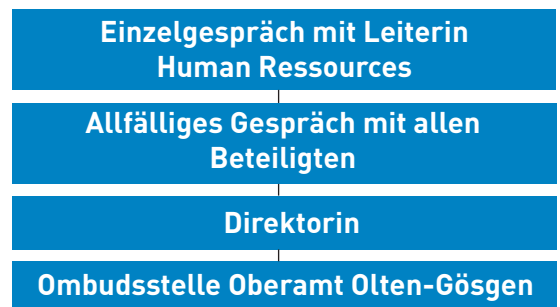 Einzelgespräch mit Leiterin
Human Ressources
Allfälliges Gespräch mit allen
Beteiligten
Direktorin
Ombudsstelle Oberamt Olten-Gösgen